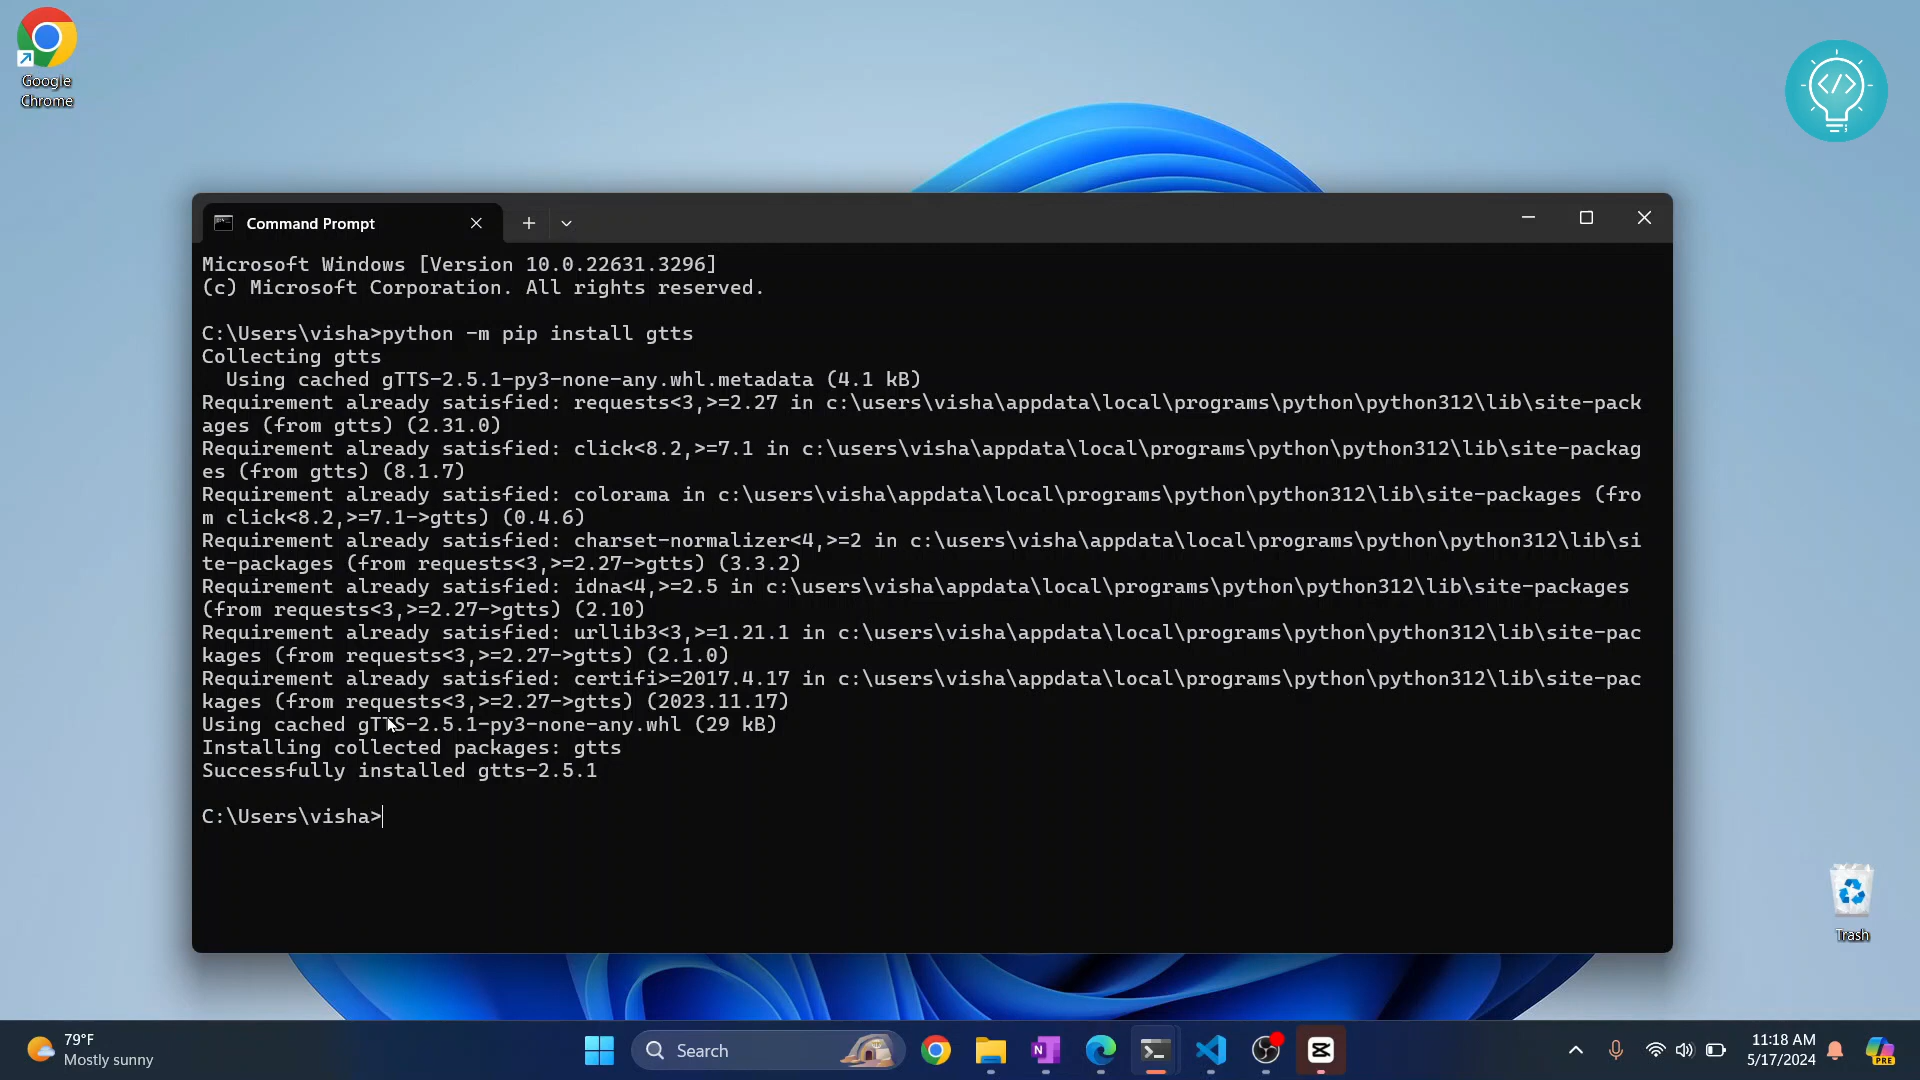 Google
Chrome
</>
Command Prompt
Microsoft Windows [Version 10.0.22631.3296]
(c) Microsoft Corporation. All rights reserved.
C:\Users\visha>python -m pip install gtts
Collecting gtts
  Using cached gTTS-2.5.1-py3-none-any.whl.metadata (4.1 kB)
Requirement already satisfied: requests<3,>=2.27 in c:\users\visha\appdata\local\programs\python\python312\lib\site-pack
ages (from gtts) (2.31.0)
Requirement already satisfied: click<8.2,>=7.1 in c:\users\visha\appdata\local\programs\python\python312\lib\site-packag
es (from gtts) (8.1.7)
Requirement already satisfied: colorama in c:\users\visha\appdata\local\programs\python\python312\lib\site-packages (fro
m click<8.2,>=7.1->gtts) (0.4.6)
Requirement already satisfied: charset-normalizer<4,>=2 in c:\users\visha\appdata\local\programs\python\python312\lib\si
te-packages (from requests<3,>=2.27->gtts) (3.3.2)
Requirement already satisfied: idna<4,>=2.5 in c:\users\visha\appdata\local\programs\python\python312\lib\site-packages
(from requests<3,>=2.27->gtts) (2.10)
Requirement already satisfied: urllib3<3,>=1.21.1 in c:\users\visha\appdata\local\programs\python\python312\lib\site-pac
kages (from requests<3,>=2.27->gtts) (2.1.0)
Requirement already satisfied: certifi>=2017.4.17 in c:\users\visha\appdata\local\programs\python\python312\lib\site-pac
kages (from requests<3,>=2.27->gtts) (2023.11.17)
Using cached gTTS-2.5.1-py3-none-any.whl (29 kB)
Installing collected packages: gtts
Successfully installed gtts-2.5.1
C:\Users\visha>
Trash
79°F
Mostly sunny
Search
N
11:18 AM
5/17/2024
PRE